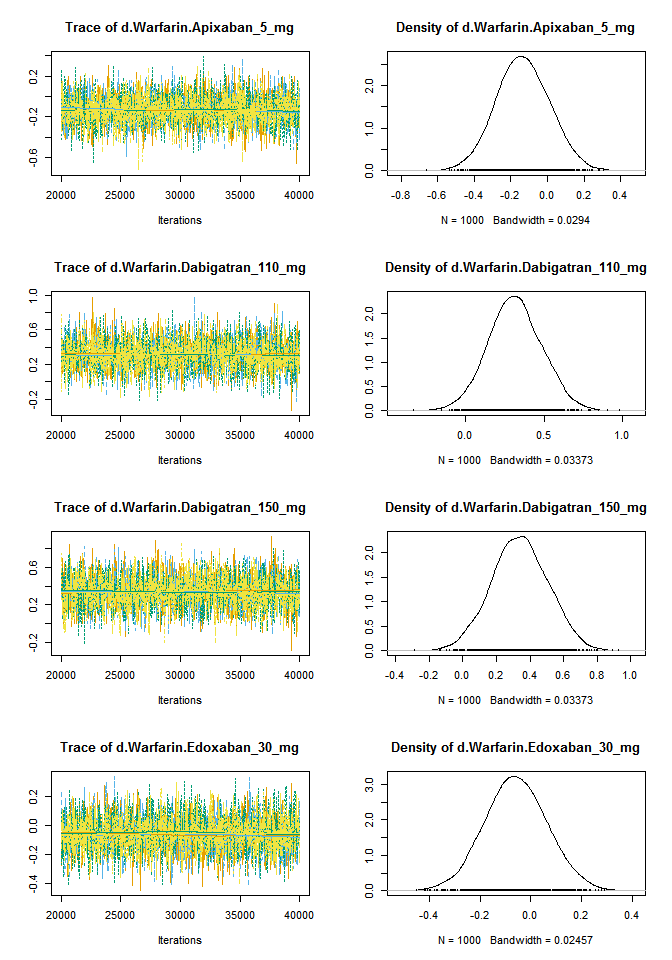 Trace of d.Warfarin.Apixaban_5_mg
0.2
-0.2
-0.6
20000 25000 30000 35000 40000
Iterations
Density of d.Warfarin.Apixaban_5_mg
2.0
1.0
0.0
-0.8 -0.6 -0.4 -0.2 0.0 0.2 0.4
N = 1000 Bandwidth = 0.0294
Trace of d.Warfarin.Dabigatran_110_mg
1.0
0.6
0.2
-0.2
20000 25000 30000 35000 40000
Iterations
Density of d.Warfarin.Dabigatran_110_mg
2.0
1.5
1.0
0.5
0.0
0.0 0.5 1.0
N = 1000 Bandwidth = 0.03373
Trace of d.Warfarin.Dabigatran_150_mg
0.6
0.2
-0.2
20000 25000 30000 35000 40000
Iterations
Density of d.Warfarin.Dabigatran_150_mg
2.0
1.5
1.0
0.5
0.0
-0.4 -0.2 0.0 0.2 0.4 0.6 0.8 1.0
N = 1000 Bandwidth = 0.03373
Trace of d.Warfarin.Edoxaban_30_mg
0.2
0.0
-0.2
-0.4
20000 25000 30000 35000 40000
Iterations
Density of d.Warfarin.Edoxaban_30_mg
3.0
2.0
1.0
0.0
-0.4 -0.2 0.0 0.2 0.4
N = 1000 Bandwidth = 0.02457